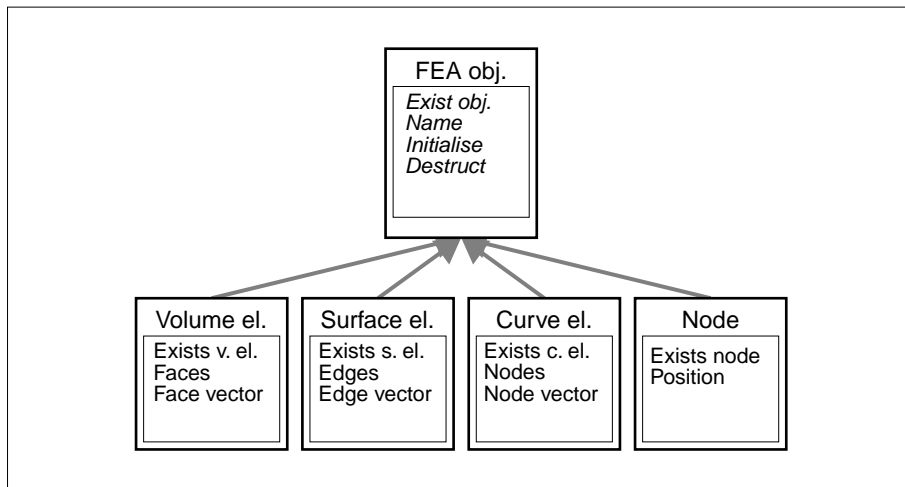 FEA obj.
Exist obj.
Name
Initialise
Destruct
Volume el.
Exists v. el.
Faces
Face vector
Surface el.
Exists s. el.
Edges
Edge vector
Curve el.
Exists c. el.
Nodes
Node vector
Node
Exists node
Position